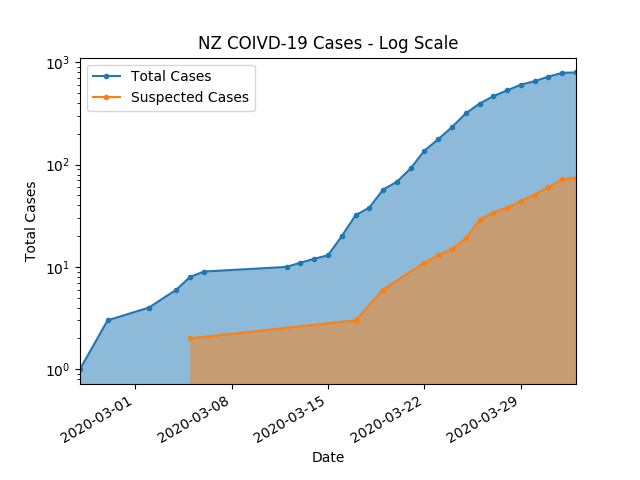 NZ COIVD-19 Cases - Log Scale
Total Cases
Suspected Cases
Total Cases
10³
10²
10¹
10⁰
2020-03-01
2020-03-08
2020-03-15
2020-03-22
2020-03-29
Date